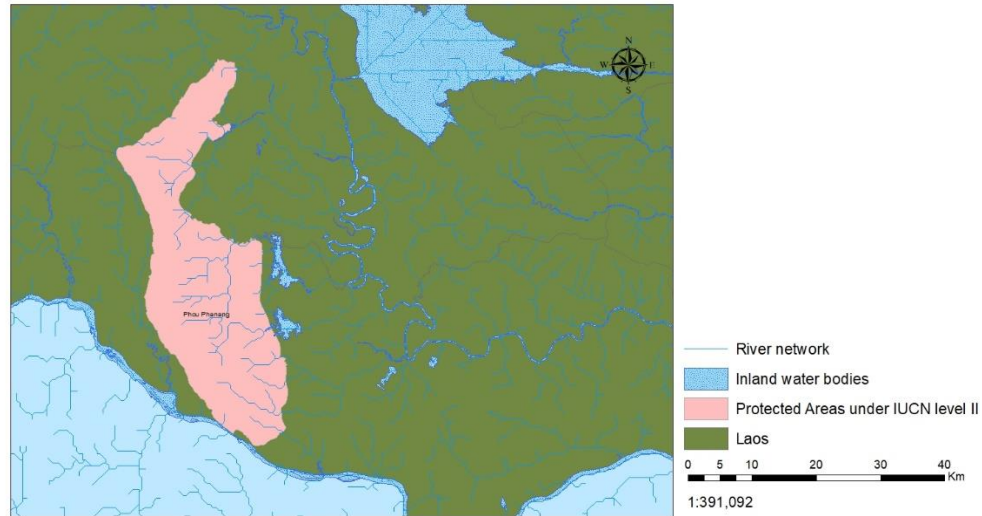 N
W E
S
Phou Phanang
River network
Inland water bodies
Protected Areas under IUCN level II
Laos
0 5 10 20 30 40
Km
1:391,092